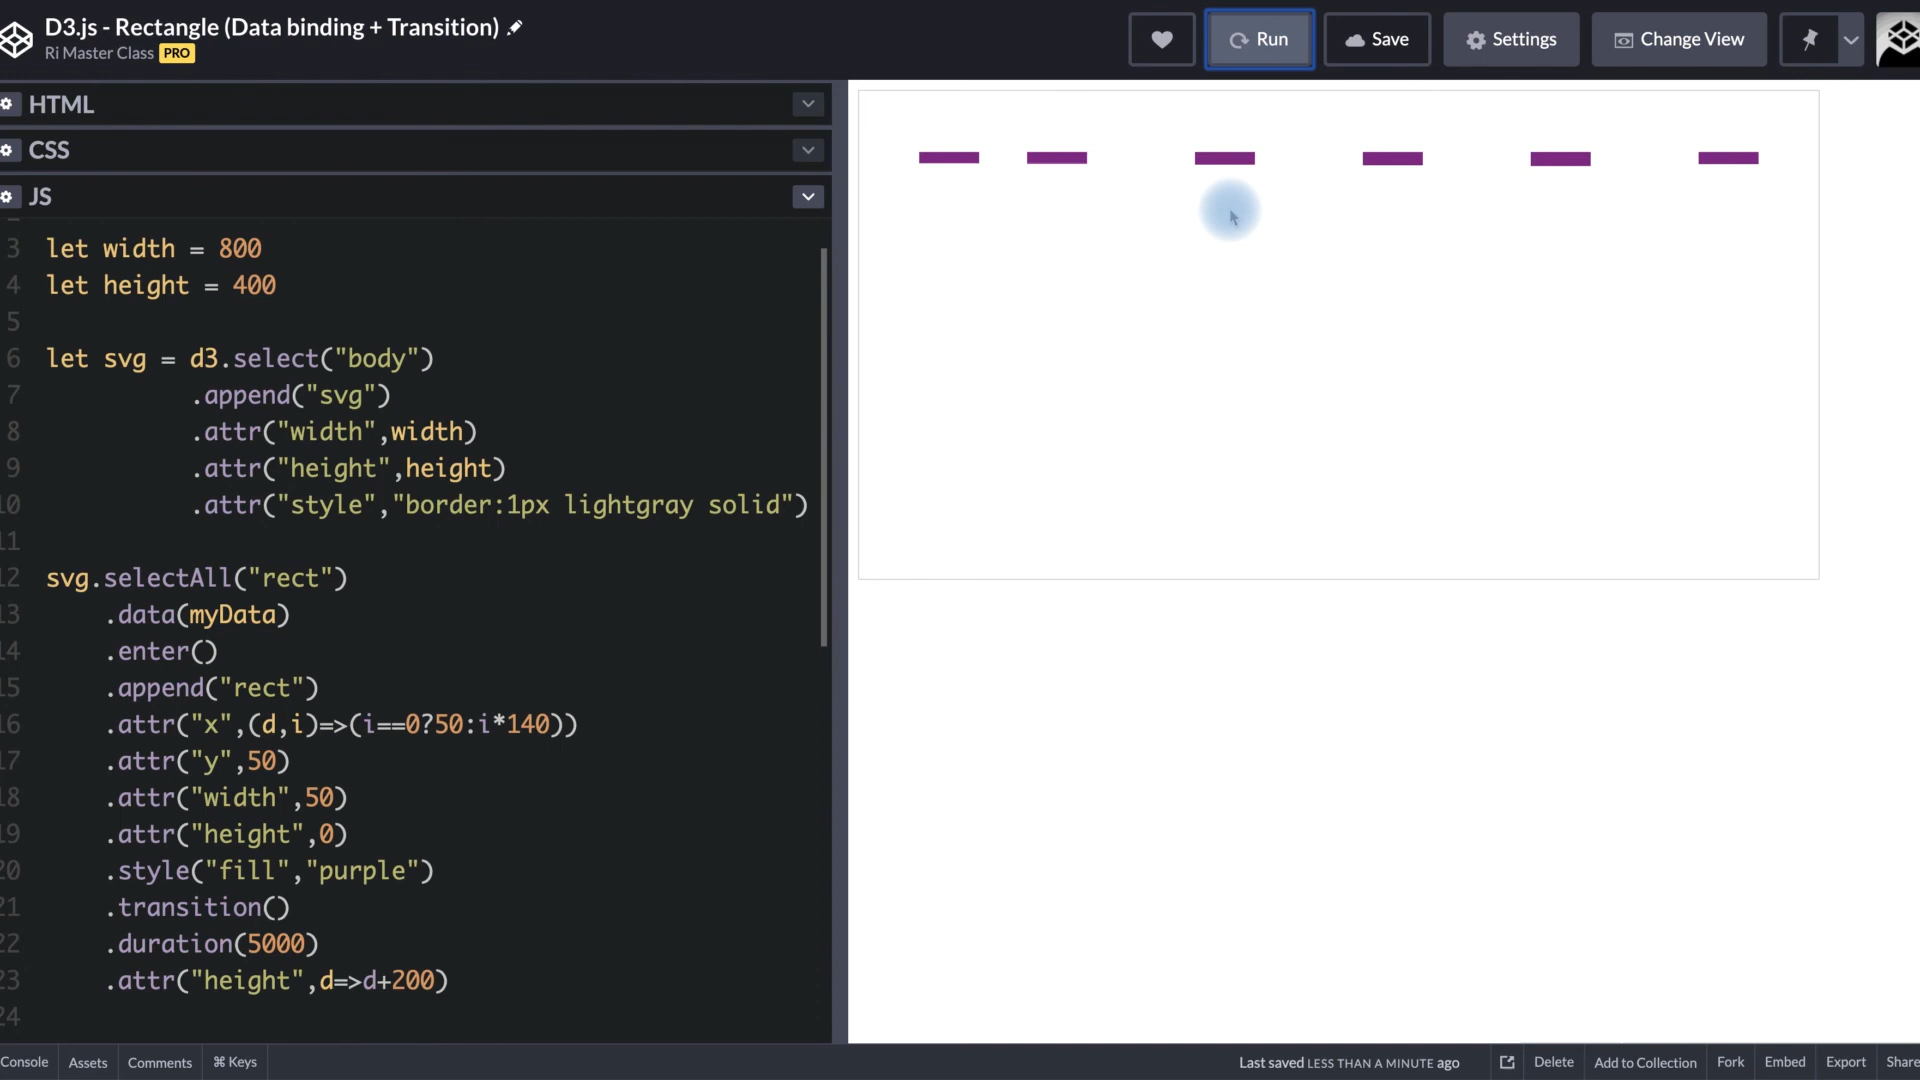 D3.js - Rectangle (Data binding + Transition)
Ri Master Class PRO
Run
Save
Settings
Change View
HTML
CSS
JS
3 let width = 800
4 let height = 400
5
6 let svg = d3.select("body")
7 .append("svg")
8 .attr("width",width)
9 .attr("height",height)
10 .attr("style","border:1px lightgray solid")
11
12 svg.selectAll("rect")
13 .data(myData)
14 .enter()
15 .append("rect")
16 .attr("x",(d,i)=>(i==0?50:i*140))
17 .attr("y",50)
18 .attr("width",50)
19 .attr("height",0)
20 .style("fill","purple")
21 .transition()
22 .duration(5000)
23 .attr("height",d=>d+200)
24
Console Assets Comments ⌘ Keys
Last saved LESS THAN A MINUTE ago Delete Add to Collection Fork Embed Export Share